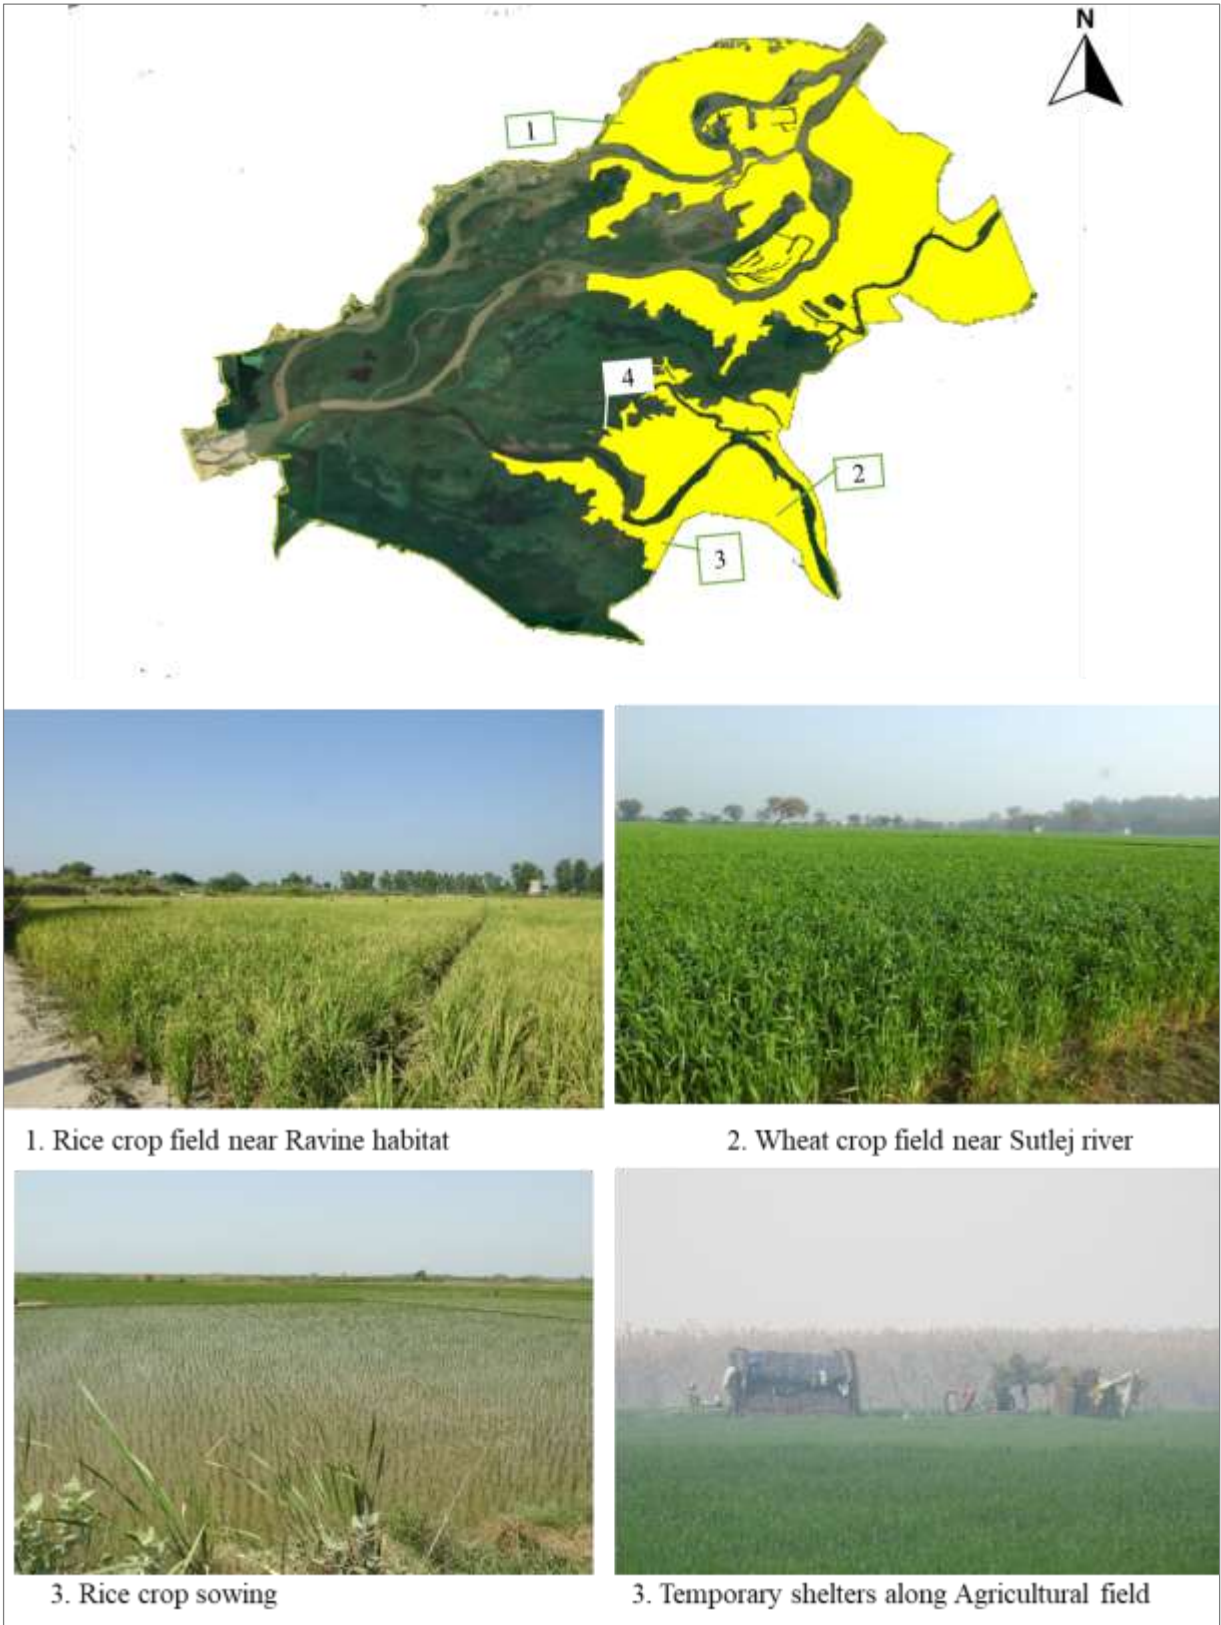 N
1
4
2
3
1. Rice crop field near Ravine habitat
2. Wheat crop field near Sutlej river
3. Rice crop sowing
3. Temporary shelters along Agricultural field